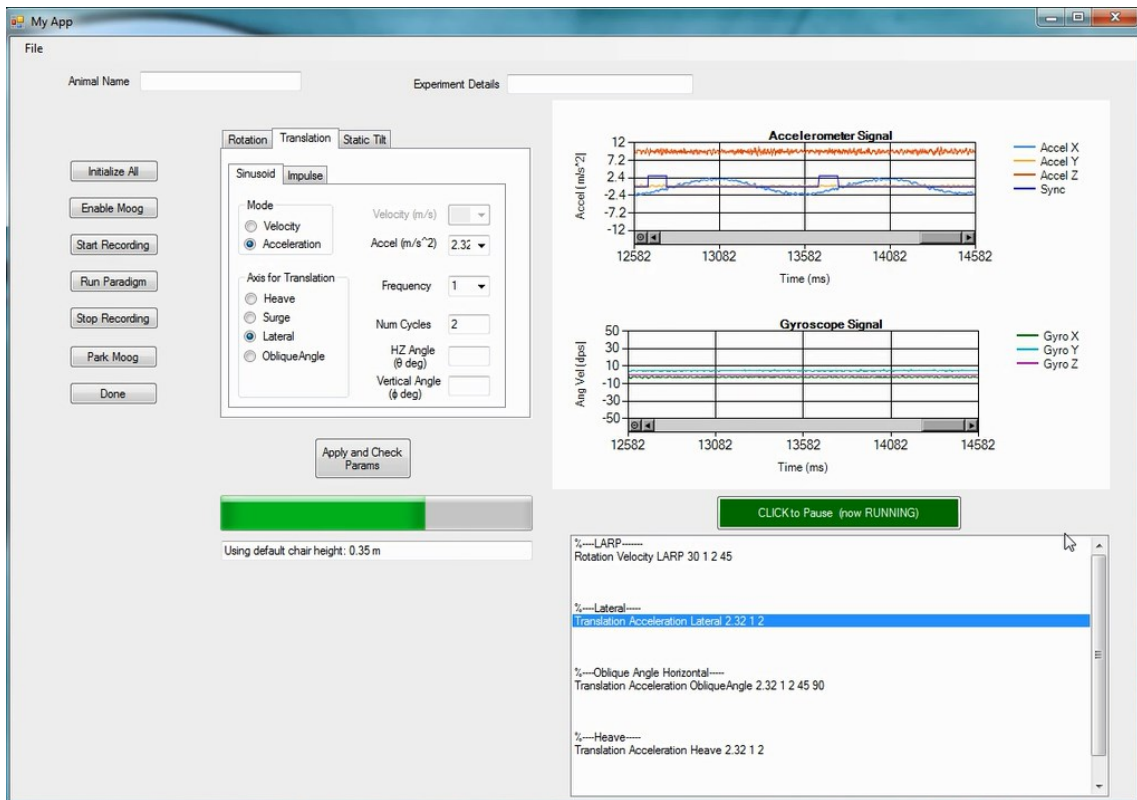 My App
File
Animal Name
Experiment Details
Initialize All
Enable Moog
Start Recording
Run Paradigm
Stop Recording
Park Moog
Done
Rotation Translation Static Tilt
Sinusoid Impulse
Mode
Velocity
Acceleration
Velocity (m/s)
Accel (m/s^2) 2.32
Axis for Translation
Heave
Surge
Lateral
ObliqueAngle
Frequency 1
Num Cycles 2
HZ Angle
(θ deg)
Vertical Angle
(ϕ deg)
Apply and Check
Params
Using default chair height: 0.35 m
Accelerometer Signal
Accel [m/s^2]
12
7.2
2.4
-2.4
-7.2
-12
12582 13082 13582 14082 14582
Time (ms)
Accel X
Accel Y
Accel Z
Sync
Gyroscope Signal
Ang Vel [dps]
50
30
10
-10
-30
-50
12582 13082 13582 14082 14582
Time (ms)
Gyro X
Gyro Y
Gyro Z
CLICK to Pause (now RUNNING)
%----LARP-------
Rotation Velocity LARP 30 1 2 45
%----Lateral-----
Translation Acceleration Lateral 2.32 1 2
%----Oblique Angle Horizontal-----
Translation Acceleration ObliqueAngle 2.32 1 2 45 90
%----Heave-----
Translation Acceleration Heave 2.32 1 2